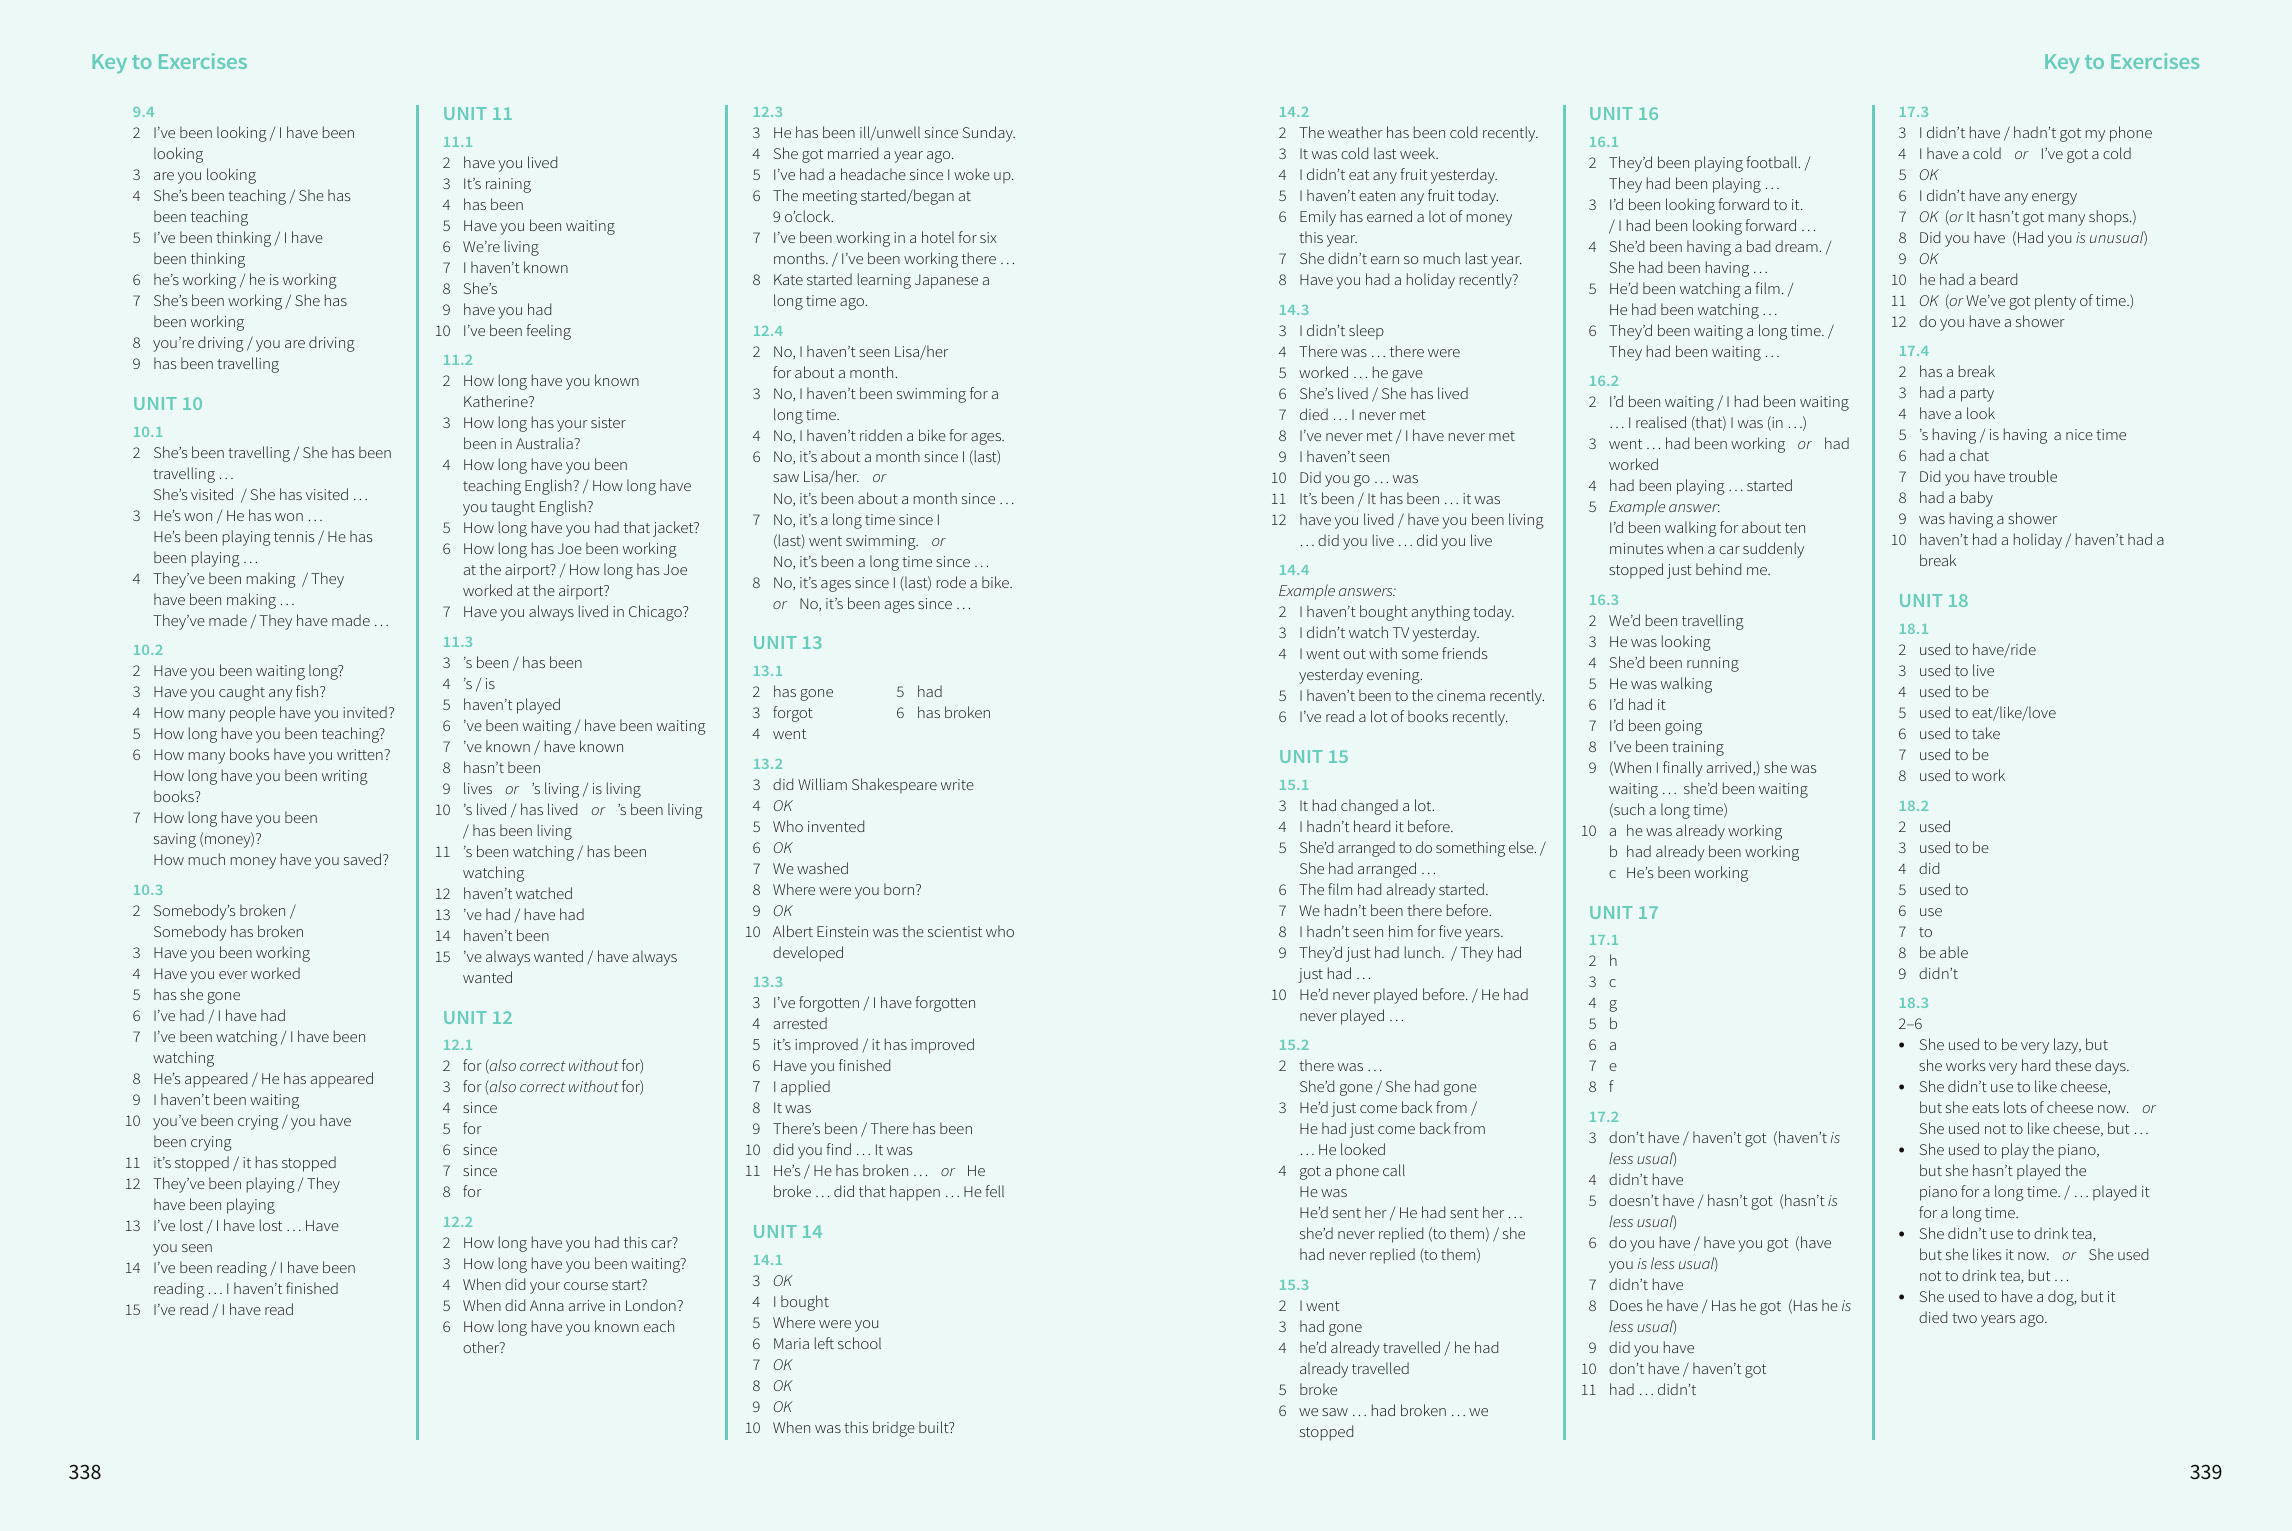 Key to Exercises
9.4
2 I’ve been looking / I have been
looking
3 are you looking
4 She’s been teaching / She has
been teaching
5 I’ve been thinking / I have
been thinking
6 he’s working / he is working
7 She’s been working / She has
been working
8 you’re driving / you are driving
9 has been travelling
UNIT 10
10.1
2 She’s been travelling / She has been
travelling …
She’s visited / She has visited …
3 He’s won / He has won …
He’s been playing tennis / He has
been playing …
4 They’ve been making / They
have been making …
They’ve made / They have made …
10.2
2 Have you been waiting long?
3 Have you caught any fish?
4 How many people have you invited?
5 How long have you been teaching?
6 How many books have you written?
How long have you been writing
books?
7 How long have you been
saving (money)?
How much money have you saved?
10.3
2 Somebody’s broken /
Somebody has broken
3 Have you been working
4 Have you ever worked
5 has she gone
6 I’ve had / I have had
7 I’ve been watching / I have been
watching
8 He’s appeared / He has appeared
9 I haven’t been waiting
10 you’ve been crying / you have
been crying
11 it’s stopped / it has stopped
12 They’ve been playing / They
have been playing
13 I’ve lost / I have lost … Have
you seen
14 I’ve been reading / I have been
reading … I haven’t finished
15 I’ve read / I have read
UNIT 11
11.1
2 have you lived
3 It’s raining
4 has been
5 Have you been waiting
6 We’re living
7 I haven’t known
8 She’s
9 have you had
10 I’ve been feeling
11.2
2 How long have you known
Katherine?
3 How long has your sister
been in Australia?
4 How long have you been
teaching English? / How long have
you taught English?
5 How long have you had that jacket?
6 How long has Joe been working
at the airport? / How long has Joe
worked at the airport?
7 Have you always lived in Chicago?
11.3
3 ’s been / has been
4 ’s / is
5 haven’t played
6 ’ve been waiting / have been waiting
7 ’ve known / have known
8 hasn’t been
9 lives or ’s living / is living
10 ’s lived / has lived or ’s been living
/ has been living
11 ’s been watching / has been
watching
12 haven’t watched
13 ’ve had / have had
14 haven’t been
15 ’ve always wanted / have always
wanted
UNIT 12
12.1
2 for (also correct without for)
3 for (also correct without for)
4 since
5 for
6 since
7 since
8 for
12.2
2 How long have you had this car?
3 How long have you been waiting?
4 When did your course start?
5 When did Anna arrive in London?
6 How long have you known each
other?
12.3
3 He has been ill/unwell since Sunday.
4 She got married a year ago.
5 I’ve had a headache since I woke up.
6 The meeting started/began at
9 o’clock.
7 I’ve been working in a hotel for six
months. / I’ve been working there …
8 Kate started learning Japanese a
long time ago.
12.4
2 No, I haven’t seen Lisa/her
for about a month.
3 No, I haven’t been swimming for a
long time.
4 No, I haven’t ridden a bike for ages.
6 No, it’s about a month since I (last)
saw Lisa/her. or
No, it’s been about a month since …
7 No, it’s a long time since I
(last) went swimming. or
No, it’s been a long time since …
8 No, it’s ages since I (last) rode a bike.
or No, it’s been ages since …
UNIT 13
13.1
2 has gone 5 had
3 forgot 6 has broken
4 went
13.2
3 did William Shakespeare write
4 OK
5 Who invented
6 OK
7 We washed
8 Where were you born?
9 OK
10 Albert Einstein was the scientist who
developed
13.3
3 I’ve forgotten / I have forgotten
4 arrested
5 it’s improved / it has improved
6 Have you finished
7 I applied
8 It was
9 There’s been / There has been
10 did you find … It was
11 He’s / He has broken … or He
broke … did that happen … He fell
UNIT 14
14.1
3 OK
4 I bought
5 Where were you
6 Maria left school
7 OK
8 OK
9 OK
10 When was this bridge built?
338
Key to Exercises
14.2
2 The weather has been cold recently.
3 It was cold last week.
4 I didn’t eat any fruit yesterday.
5 I haven’t eaten any fruit today.
6 Emily has earned a lot of money
this year.
7 She didn’t earn so much last year.
8 Have you had a holiday recently?
14.3
3 I didn’t sleep
4 There was … there were
5 worked … he gave
6 She’s lived / She has lived
7 died … I never met
8 I’ve never met / I have never met
9 I haven’t seen
10 Did you go … was
11 It’s been / It has been … it was
12 have you lived / have you been living
… did you live … did you live
14.4
Example answers:
2 I haven’t bought anything today.
3 I didn’t watch TV yesterday.
4 I went out with some friends
yesterday evening.
5 I haven’t been to the cinema recently.
6 I’ve read a lot of books recently.
UNIT 15
15.1
3 It had changed a lot.
4 I hadn’t heard it before.
5 She’d arranged to do something else. /
She had arranged …
6 The film had already started.
7 We hadn’t been there before.
8 I hadn’t seen him for five years.
9 They’d just had lunch. / They had
just had …
10 He’d never played before. / He had
never played …
15.2
2 there was …
She’d gone / She had gone
3 He’d just come back from /
He had just come back from
… He looked
4 got a phone call
He was
He’d sent her / He had sent her …
she’d never replied (to them) / she
had never replied (to them)
15.3
2 I went
3 had gone
4 he’d already travelled / he had
already travelled
5 broke
6 we saw … had broken … we
stopped
UNIT 16
16.1
2 They’d been playing football. /
They had been playing …
3 I’d been looking forward to it.
/ I had been looking forward …
4 She’d been having a bad dream. /
She had been having …
5 He’d been watching a film. /
He had been watching …
6 They’d been waiting a long time. /
They had been waiting …
16.2
2 I’d been waiting / I had been waiting
… I realised (that) I was (in …)
3 went … had been working or had
worked
4 had been playing … started
5 Example answer:
I’d been walking for about ten
minutes when a car suddenly
stopped just behind me.
16.3
2 We’d been travelling
3 He was looking
4 She’d been running
5 He was walking
6 I’d had it
7 I’d been going
8 I’ve been training
9 (When I finally arrived,) she was
waiting … she’d been waiting
(such a long time)
10 a he was already working
b had already been working
c He’s been working
UNIT 17
17.1
2 h
3 c
4 g
5 b
6 a
7 e
8 f
17.2
3 don’t have / haven’t got (haven’t is
less usual)
4 didn’t have
5 doesn’t have / hasn’t got (hasn’t is
less usual)
6 do you have / have you got (have
you is less usual)
7 didn’t have
8 Does he have / Has he got (Has he is
less usual)
9 did you have
10 don’t have / haven’t got
11 had … didn’t
17.3
3 I didn’t have / hadn’t got my phone
4 I have a cold or I’ve got a cold
5 OK
6 I didn’t have any energy
7 OK (or It hasn’t got many shops.)
8 Did you have (Had you is unusual)
9 OK
10 he had a beard
11 OK (or We’ve got plenty of time.)
12 do you have a shower
17.4
2 has a break
3 had a party
4 have a look
5 ’s having / is having a nice time
6 had a chat
7 Did you have trouble
8 had a baby
9 was having a shower
10 haven’t had a holiday / haven’t had a
break
UNIT 18
18.1
2 used to have/ride
3 used to live
4 used to be
5 used to eat/like/love
6 used to take
7 used to be
8 used to work
18.2
2 used
3 used to be
4 did
5 used to
6 use
7 to
8 be able
9 didn’t
18.3
2–6
• She used to be very lazy, but
she works very hard these days.
• She didn’t use to like cheese,
but she eats lots of cheese now. or
She used not to like cheese, but …
• She used to play the piano,
but she hasn’t played the
piano for a long time. / … played it
for a long time.
• She didn’t use to drink tea,
but she likes it now. or She used
not to drink tea, but …
• She used to have a dog, but it
died two years ago.
339